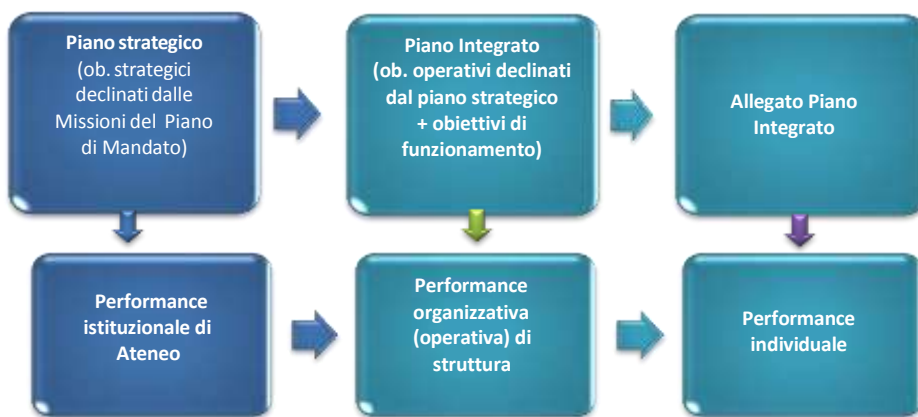 Piano strategico
(ob. strategici
declinati dalle
Missioni del Piano
di Mandato)
Piano Integrato
(ob. operativi declinati
dal piano strategico
+ obiettivi di
funzionamento)
Allegato Piano
Integrato
Performance
istituzionale di
Ateneo
Performance
organizzativa
(operativa) di
struttura
Performance
individuale